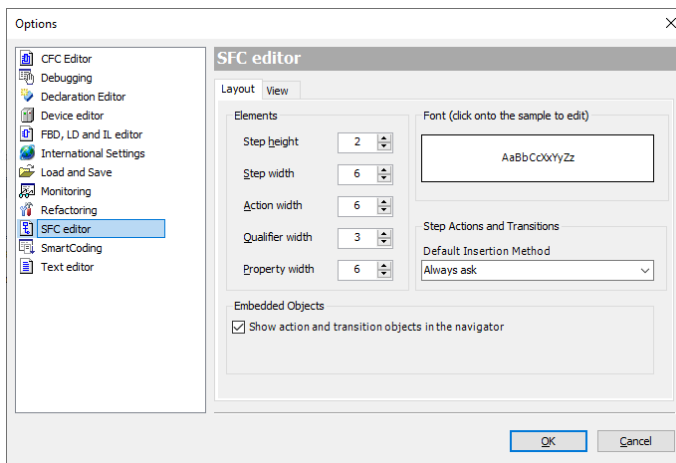 Options
CFC Editor
Debugging
Declaration Editor
Device editor
FBD, LD and IL editor
International Settings
Load and Save
Monitoring
Refactoring
SFC editor
SmartCoding
Text editor
SFC editor
Layout View
Elements
Step height 2
Step width 6
Action width 6
Qualifier width 3
Property width 6
Font (click onto the sample to edit)
AaBbCcXxYyZz
Step Actions and Transitions
Default Insertion Method
Always ask
Embedded Objects
Show action and transition objects in the navigator
OK Cancel